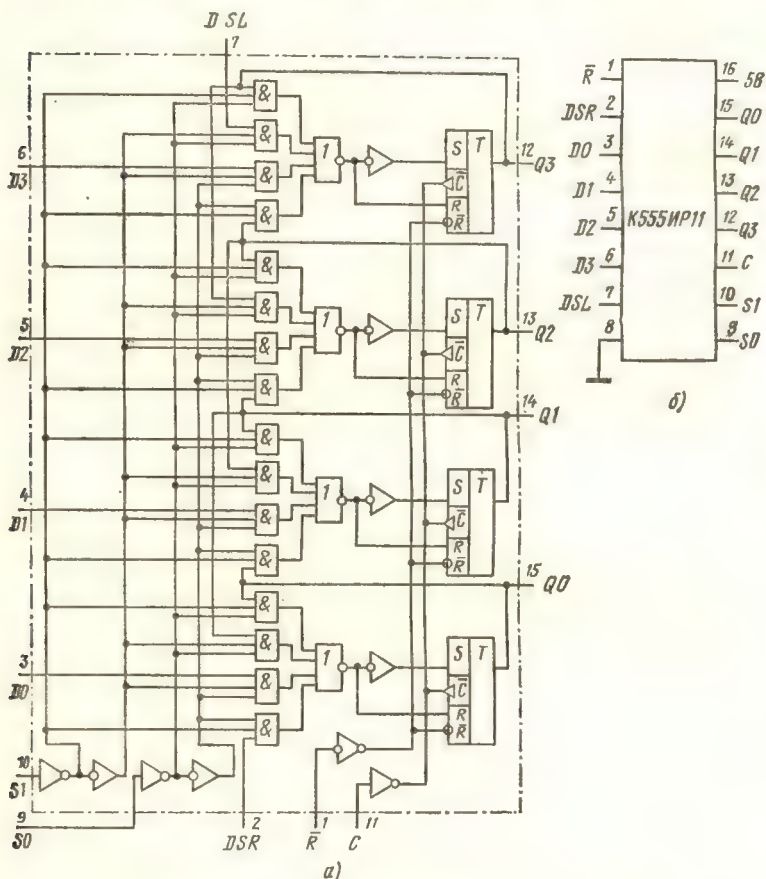 D SL
7
&
&
6
D3
&
1
S T
12
Q3
C̅
R
R̅
&
&
&
5
D2
&
1
S T
13
Q2
C̅
R
R̅
&
14
Q1
&
&
4
D1
&
1
S T
C̅
R
R̅
&
15
Q0
&
&
3
D0
&
1
S T
C̅
R
R̅
&
10
S1
9
S0
2
DSR
1
R̅
11
C
а)
R̅ 1
DSR 2
D0 3
D1 4
D2 5
D3 6
DSL 7
8
К555ИР11
16 5В
15 Q0
14 Q1
13 Q2
12 Q3
11 C
10 S1
9 S0
б)